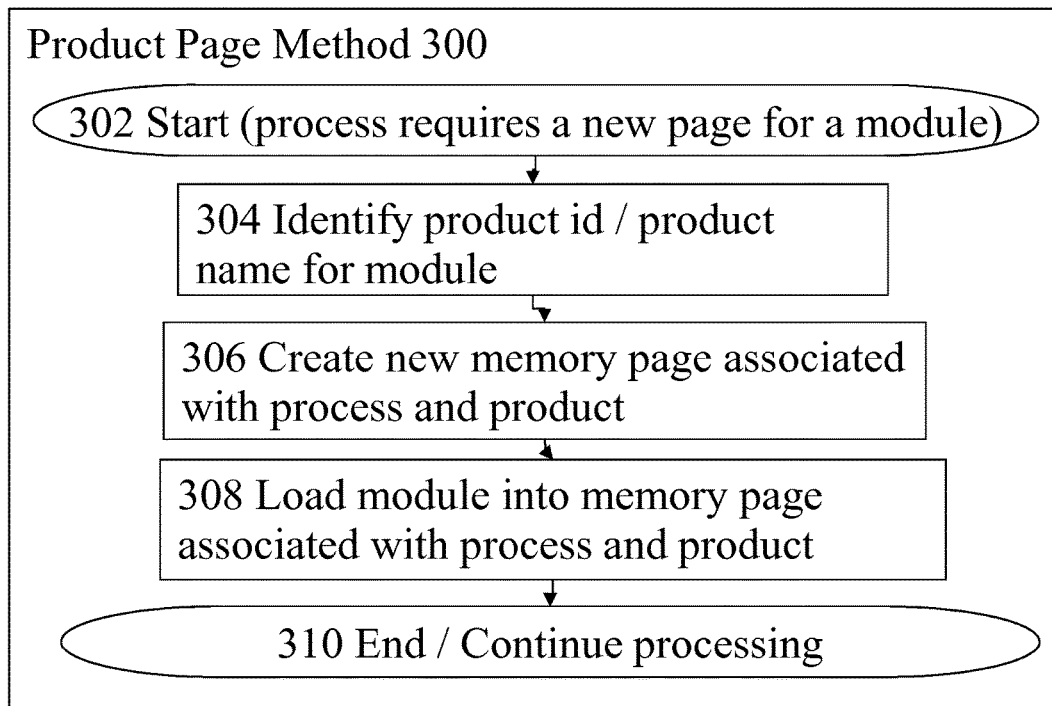 Product Page Method 300
302 Start (process requires a new page for a module)
304 Identify product id / product
name for module
306 Create new memory page associated
with process and product
308 Load module into memory page
associated with process and product
310 End / Continue processing